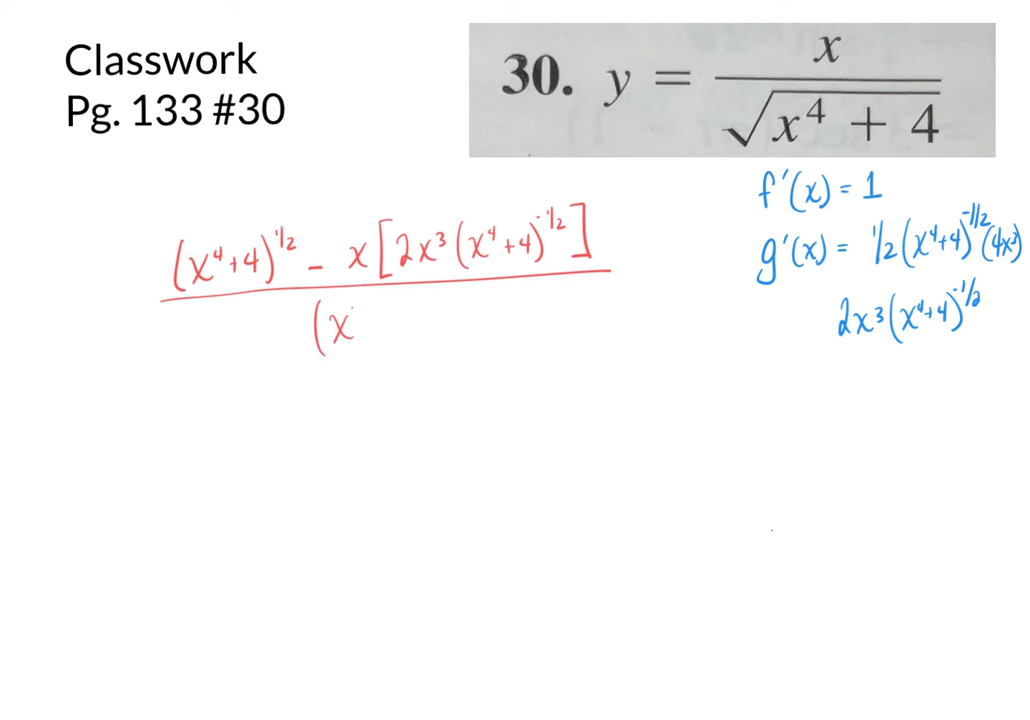 Classwork
Pg. 133 #30
30. y = x / √(x⁴ + 4)
f'(x) = 1
g'(x) = 1/2 (x⁴+4)^(-1/2) (4x³)
2x³(x⁴+4)^(-1/2)
(x⁴+4)^(1/2) - x[2x³(x⁴+4)^(-1/2)]
(x